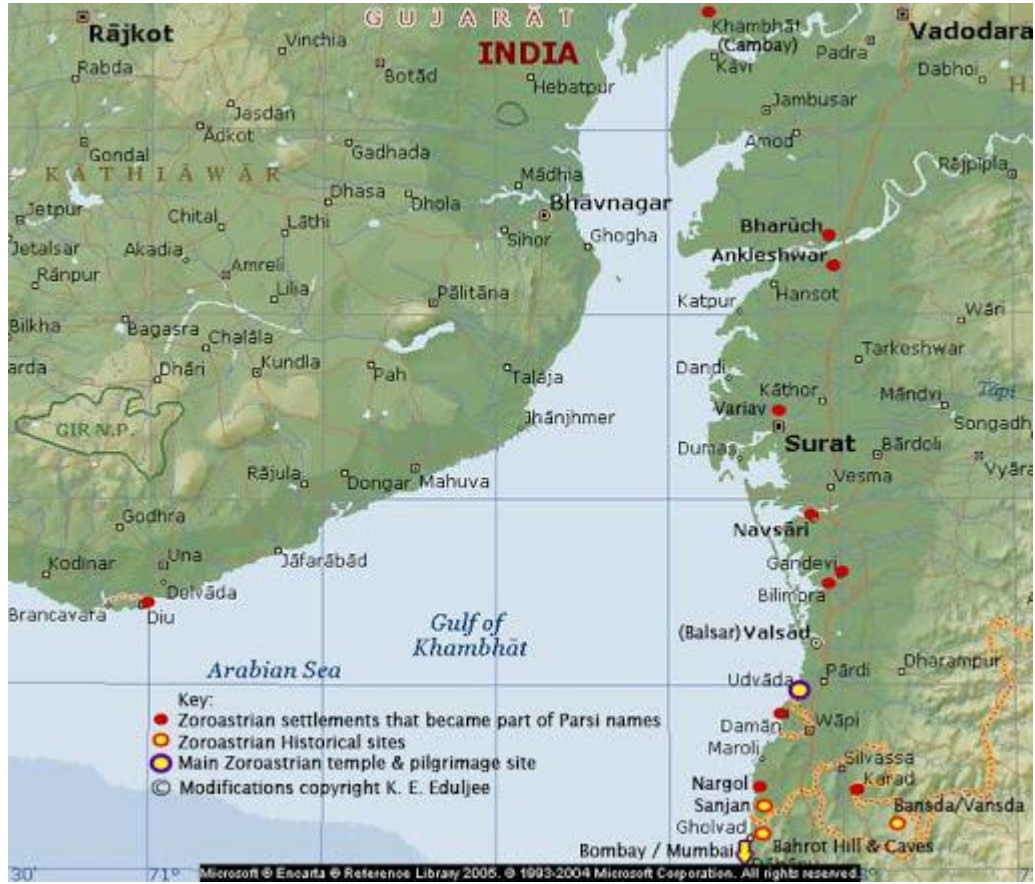 GUJARĀT
INDIA
Rājkot
Vinchia
Rabda
Botād
Hebatpur
Khambhāt
(Cambay)
Kāvi
Padra
Vadodara
Dabhoi
Jasdan
Ādkot
Gondal
Gadhada
Jambusar
Amod
KĀTHIĀWĀR
Mādhia
Rājpīpla
Jetpur
Chital
Dhasa
Dhola
Bhāvnagar
Lāthi
Sihor
Ghogha
Bharūch
Jetalsar
Akadia
Ankleshwar
Rānpur
Amreli
Lilia
Pālitāna
Hansot
Katpur
Bilkha
Bagasra
Chalāla
Wāri
Dhāri
Kundla
Pah
Talāja
Tarkeshwar
Dandi
Kāthor
Māndvi
Tāpi
Variav
Jhānjhmer
Songadh
GIR N.P.
Surat
Dumas
Bārdoli
Vyāra
Rājula
Dongar
Mahuva
Vesma
Godhra
Navsāri
Kodinar
Una
Jāfarābād
Gandevi
Delvāda
Bilimora
Brancavara
Diu
Gulf of
Khambhāt
(Balsar) Valsād
Arabian Sea
Udvāda
Pārdi
Dharampur
Key:
Zoroastrian settlements that became part of Parsi names
Zoroastrian Historical sites
Main Zoroastrian temple & pilgrimage site
© Modifications copyright K. E. Eduljee
Damān
Wāpi
Maroli
Silvassa
Nargol
Karad
Sanjan
Bansda/Vansda
Gholvad
Bahrot Hill & Caves
Bombay / Mumbai
30'
71°
Microsoft ® Encarta ® Reference Library 2005. © 1993-2004 Microsoft Corporation. All rights reserved.